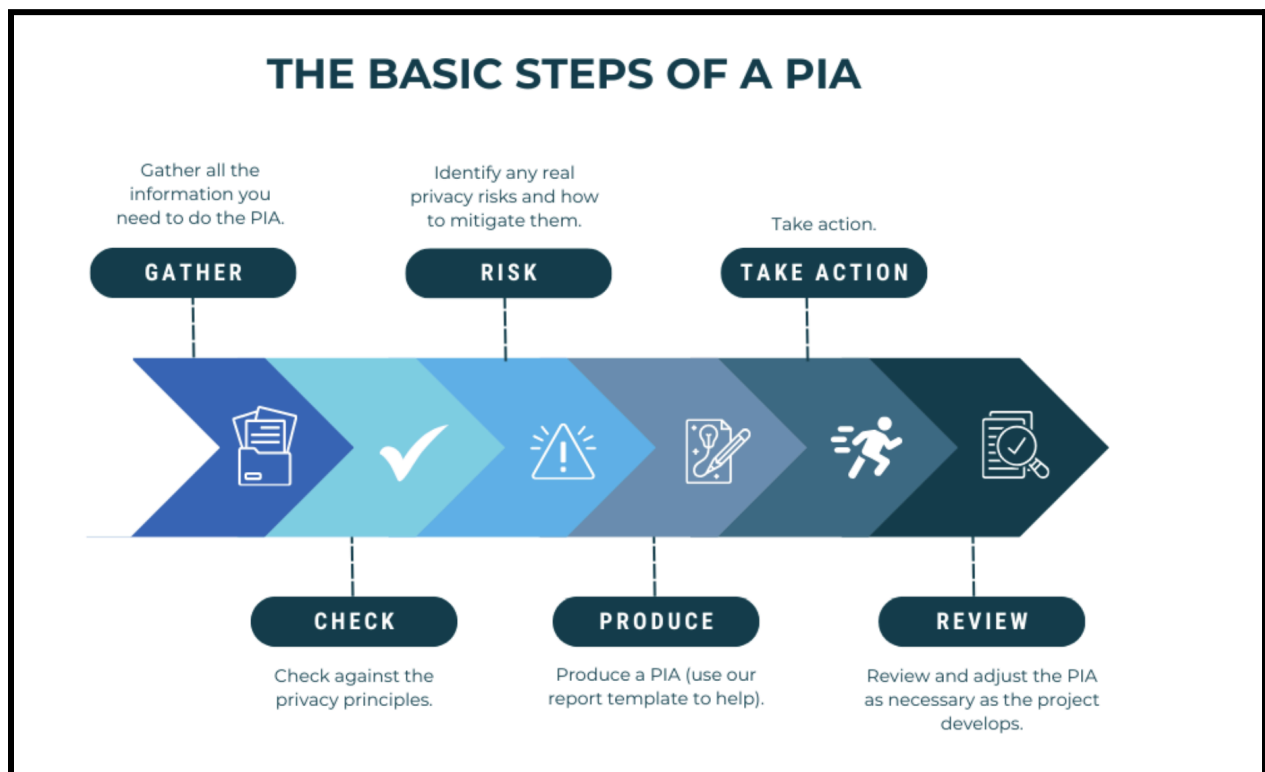 THE BASIC STEPS OF A PIA
Gather all the
information you
need to do the PIA.
GATHER
Identify any real
privacy risks and how
to mitigate them.
RISK
Take action.
TAKE ACTION
CHECK
Check against the
privacy principles.
PRODUCE
Produce a PIA (use our
report template to help).
REVIEW
Review and adjust the PIA
as necessary as the project
develops.